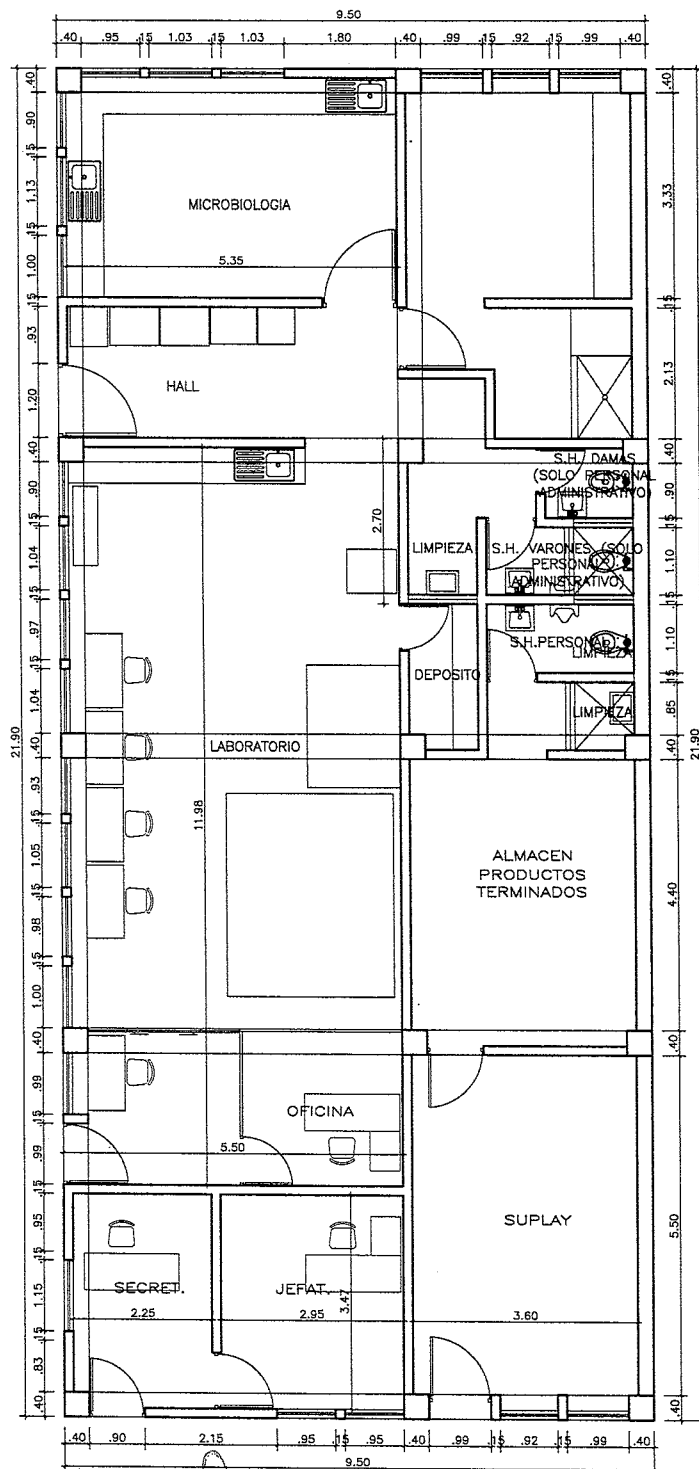 9.50
.40 .95 .15 1.03 .15 1.03 1.80 .40 .99 .15 .92 .15 .99 .40
.40
.90
.15
1.13
.15
1.00
.15
.93
1.20
.40
.90
.15
1.04
.15
.97
.15
1.04
.40
.93
.15
1.05
.15
.98
.15
1.00
.40
.99
.15
.99
.15
.95
.15
1.15
.15
.83
.40
21.90
MICROBIOLOGIA
5.35
HALL
S.H. DAMAS
(SOLO PERSONAL
ADMINISTRATIVO)
2.70
LIMPIEZA
S.H. VARONES (SOLO
PERSONAL
ADMINISTRATIVO)
S.H.PERSONAL
LIMPIEZA
DEPOSITO
LIMPIEZA
LABORATORIO
11.98
ALMACEN
PRODUCTOS
TERMINADOS
OFICINA
5.50
SUPLAY
SECRET.
JEFAT.
3.47
2.25
2.95
3.60
.40
3.33
.15
2.13
.40
.90
.15
1.10
.15
1.10
.15
.85
.40
4.40
.40
5.50
.40
21.90
.40 .90 2.15 .95 .15 .95 .40 .99 .15 .92 .15 .99 .40
9.50